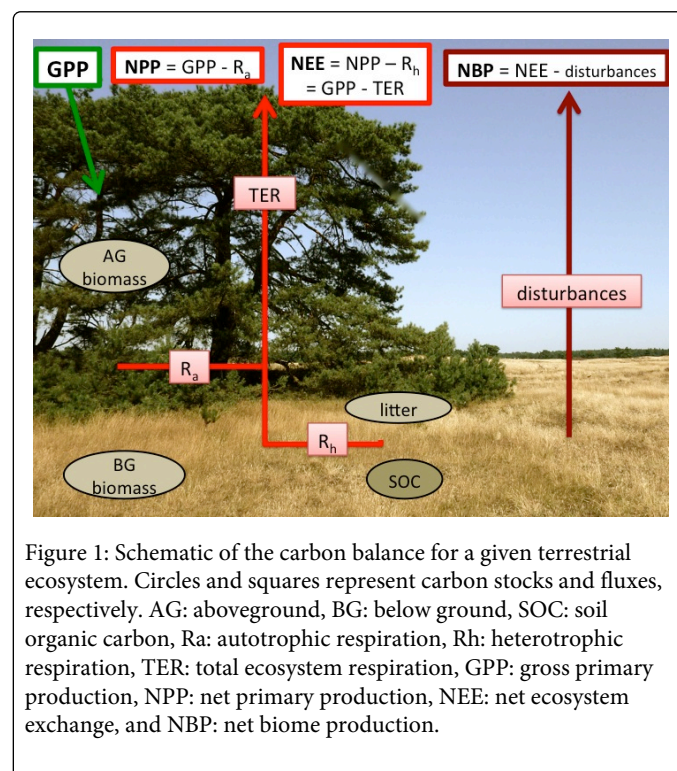 GPP
NPP = GPP - Ra
NEE = NPP – Rh
= GPP - TER
NBP = NEE - disturbances
TER
AG
biomass
disturbances
Ra
litter
Rh
BG
biomass
SOC
Figure 1: Schematic of the carbon balance for a given terrestrial
ecosystem. Circles and squares represent carbon stocks and fluxes,
respectively. AG: aboveground, BG: below ground, SOC: soil
organic carbon, Ra: autotrophic respiration, Rh: heterotrophic
respiration, TER: total ecosystem respiration, GPP: gross primary
production, NPP: net primary production, NEE: net ecosystem
exchange, and NBP: net biome production.